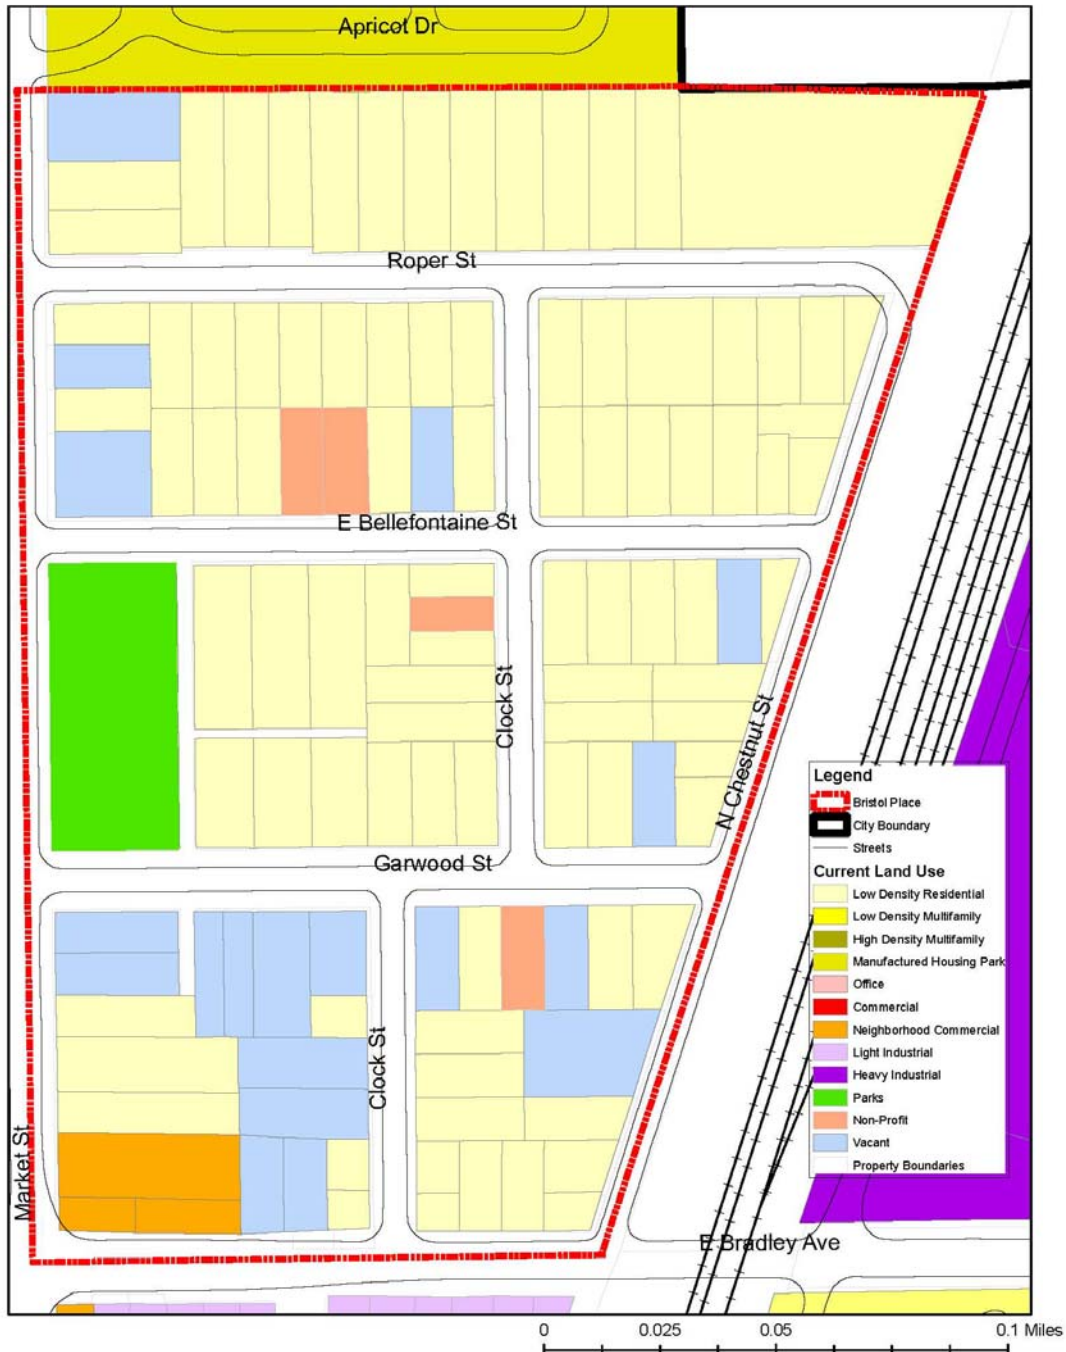 Apricot Dr
Roper St
E Bellefontaine St
Clock St
N Chestnut St
Garwood St
Clock St
Market St
E Bradley Ave
Legend
Bristol Place
City Boundary
Streets
Current Land Use
Low Density Residential
Low Density Multifamily
High Density Multifamily
Manufactured Housing Park
Office
Commercial
Neighborhood Commercial
Light Industrial
Heavy Industrial
Parks
Non-Profit
Vacant
Property Boundaries
0 0.025 0.05 0.1 Miles